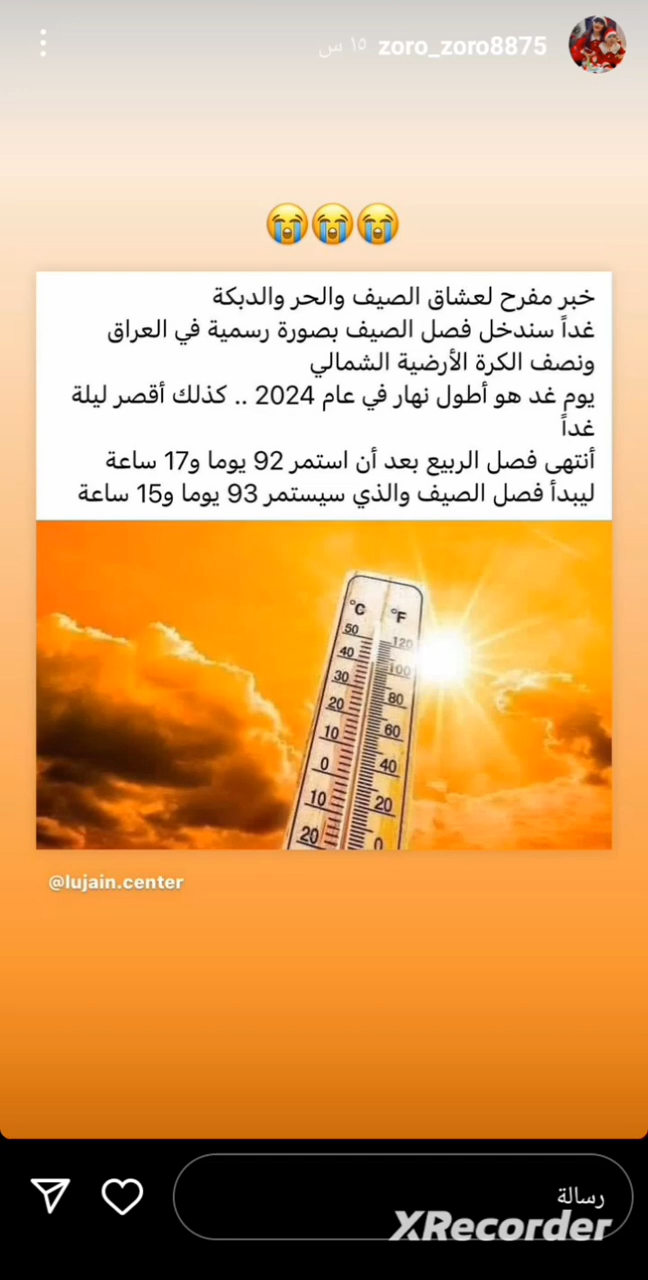 zoro_zoro8875 ١٥ س
😭😭😭
خبر مفرح لعشاق الصيف والحر والدبكة
غداً سندخل فصل الصيف بصورة رسمية في العراق
ونصف الكرة الأرضية الشمالي
يوم غد هو أطول نهار في عام 2024 .. كذلك أقصر ليلة
غداً
أنتهى فصل الربيع بعد أن استمر 92 يوما و17 ساعة
ليبدأ فصل الصيف والذي سيستمر 93 يوما و15 ساعة
°C °F
50 120
40 100
30 80
20 60
10 40
0 20
10 0
20
@lujain.center
رسالة
XRecorder